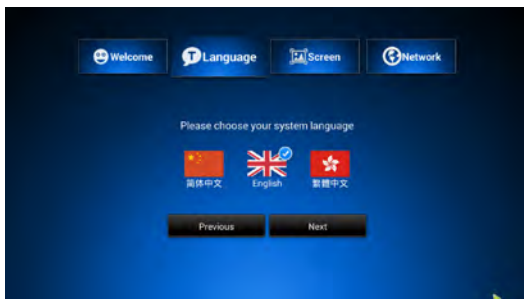 Welcome
Language
Screen
Network
Please choose your system language
简体中文
English
繁體中文
Previous
Next